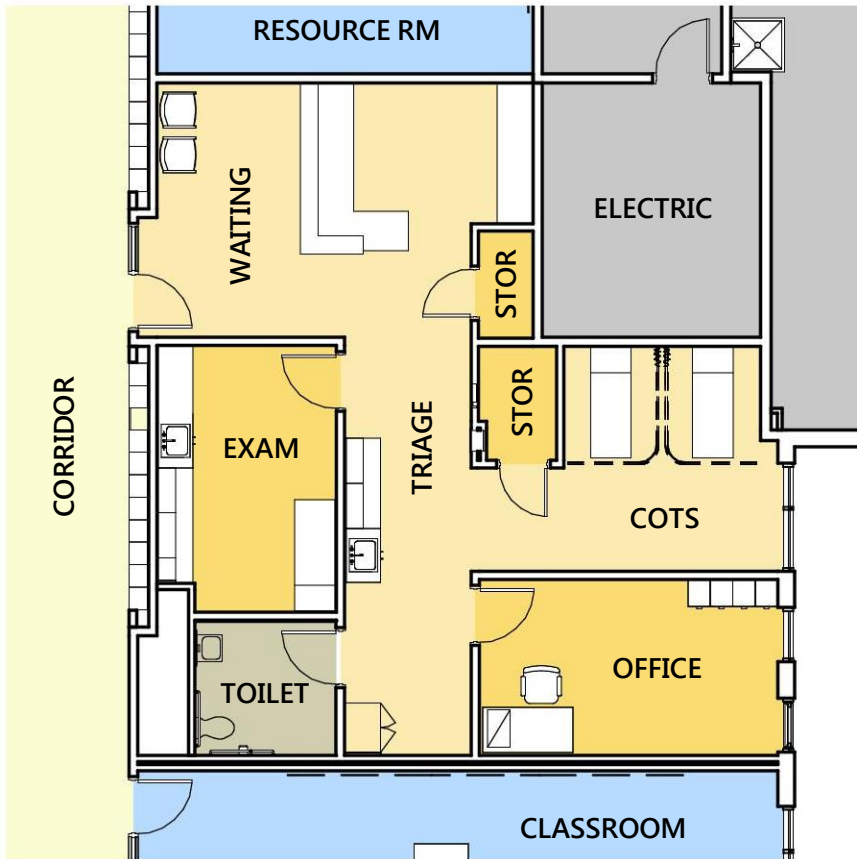 RESOURCE RM
WAITING
ELECTRIC
STOR
CORRIDOR
EXAM
TRIAGE
STOR
COTS
TOILET
OFFICE
CLASSROOM